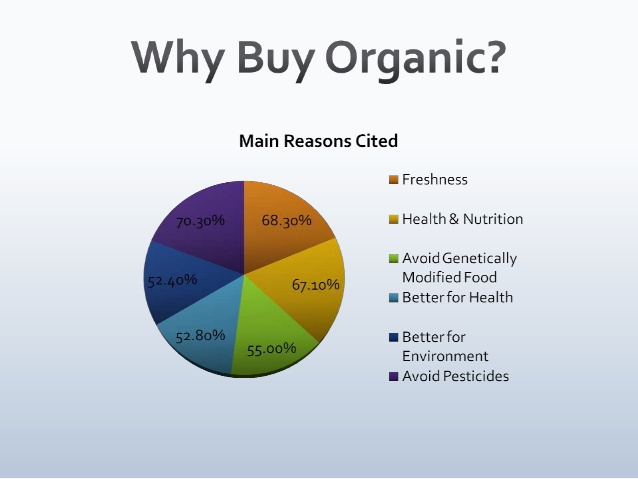 Why Buy Organic?
Main Reasons Cited
70.30%
68.30%
52.40%
67.10%
52.80%
55.00%
Freshness
Health & Nutrition
Avoid Genetically
Modified Food
Better for Health
Better for
Environment
Avoid Pesticides